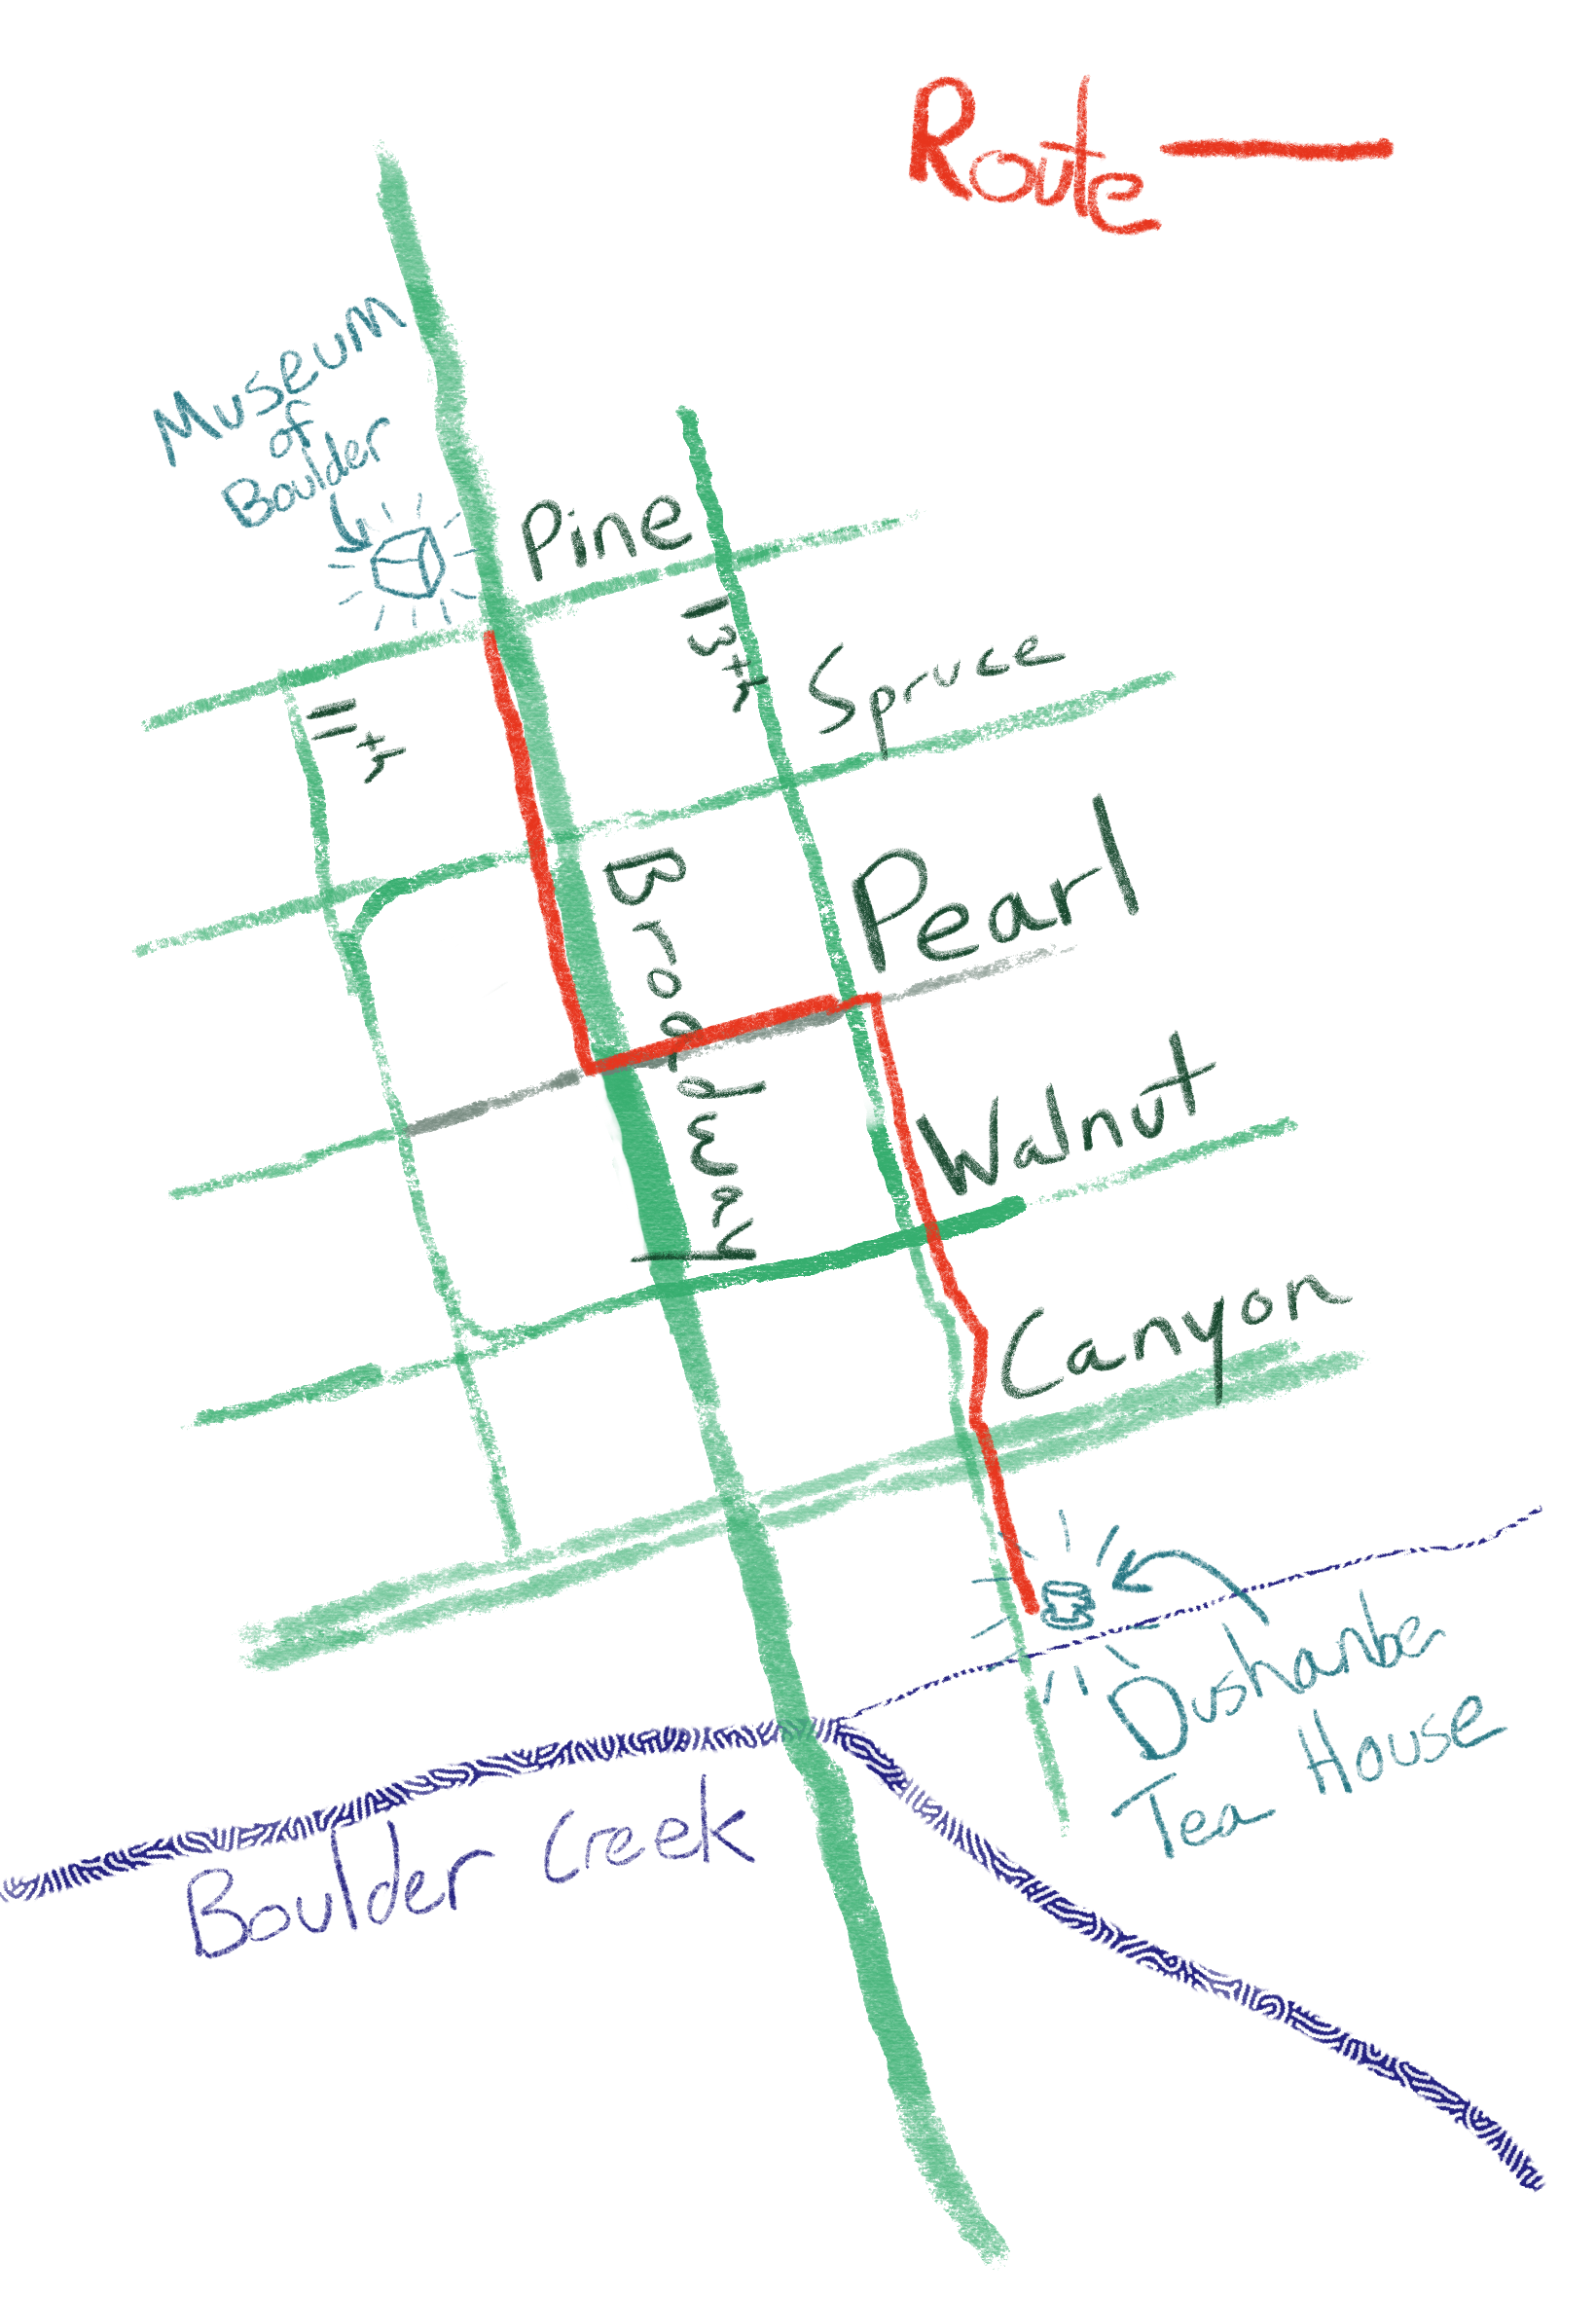 Route
Museum
of
Boulder
Pine
13th
11th
Spruce
Broadway
Pearl
Walnut
Canyon
Dushanbe
Tea House
Boulder Creek